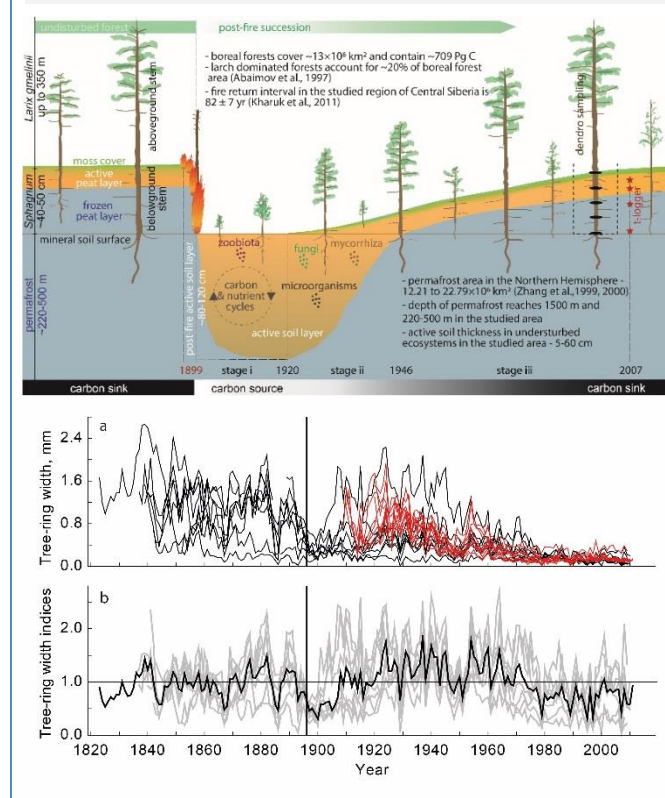 undisturbed forest
post-fire succession
- boreal forests cover ~13×10⁶ km² and contain ~709 Pg C
- larch dominated forests account for ~20% of boreal forest
area (Abaimov et al., 1997)
- fire return interval in the studied region of Central Siberia is
82 ± 7 yr (Kharuk et al., 2011)
Larix gmelinii
up to 350 m
aboveground stem
dendro sampling
moss cover
active
peat layer
frozen
peat layer
Sphagnum
~40-50 cm
belowground
stem
t-logger
mineral soil surface
zoobiota
fungi
mycorrhiza
carbon
& nutrient
cycles
microorganisms
active soil layer
post-fire active soil layer
~80-120 cm
permafrost
~220-500 m
- permafrost area in the Northern Hemisphere -
12.21 to 22.79×10⁶ km² (Zhang et al.,1999, 2000)
- depth of permafrost reaches 1500 m and
220-500 m in the studied area
- active soil thickness in understurbed
ecosystems in the studied area - 5-60 cm
1899 stage i 1920 stage ii 1946 stage iii 2007
carbon sink carbon source carbon sink
a
Tree-ring width, mm
2.4
1.6
0.8
0.0
b
Tree-ring width indices
2.0
1.0
0.0
1820 1840 1860 1880 1900 1920 1940 1960 1980 2000
Year